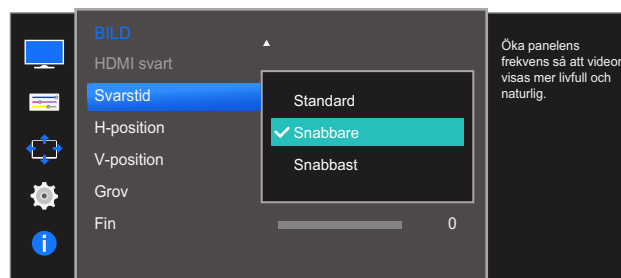 BILD
HDMI svart
Svarstid
H-position
V-position
Grov
Fin
0
Standard
Snabbare
Snabbast
Öka panelens
frekvens så att videor
visas mer livfull och
naturlig.